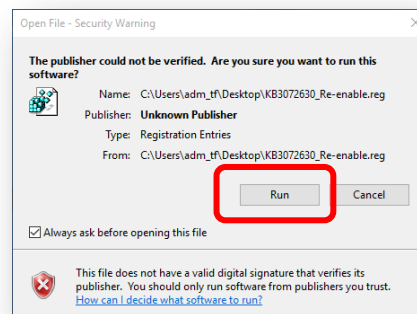 Open File - Security Warning
The publisher could not be verified. Are you sure you want to run this
software?
Name: C:\Users\adm_tf\Desktop\KB3072630_Re-enable.reg
Publisher: Unknown Publisher
Type: Registration Entries
From: C:\Users\adm_tf\Desktop\KB3072630_Re-enable.reg
Run Cancel
Always ask before opening this file
This file does not have a valid digital signature that verifies its
publisher. You should only run software from publishers you trust.
How can I decide what software to run?